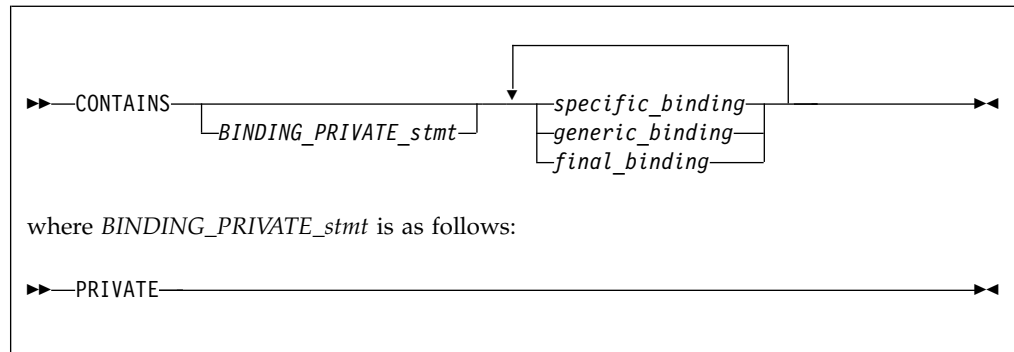 CONTAINS
BINDING_PRIVATE_stmt
specific_binding
generic_binding
final_binding
where BINDING_PRIVATE_stmt is as follows:
PRIVATE